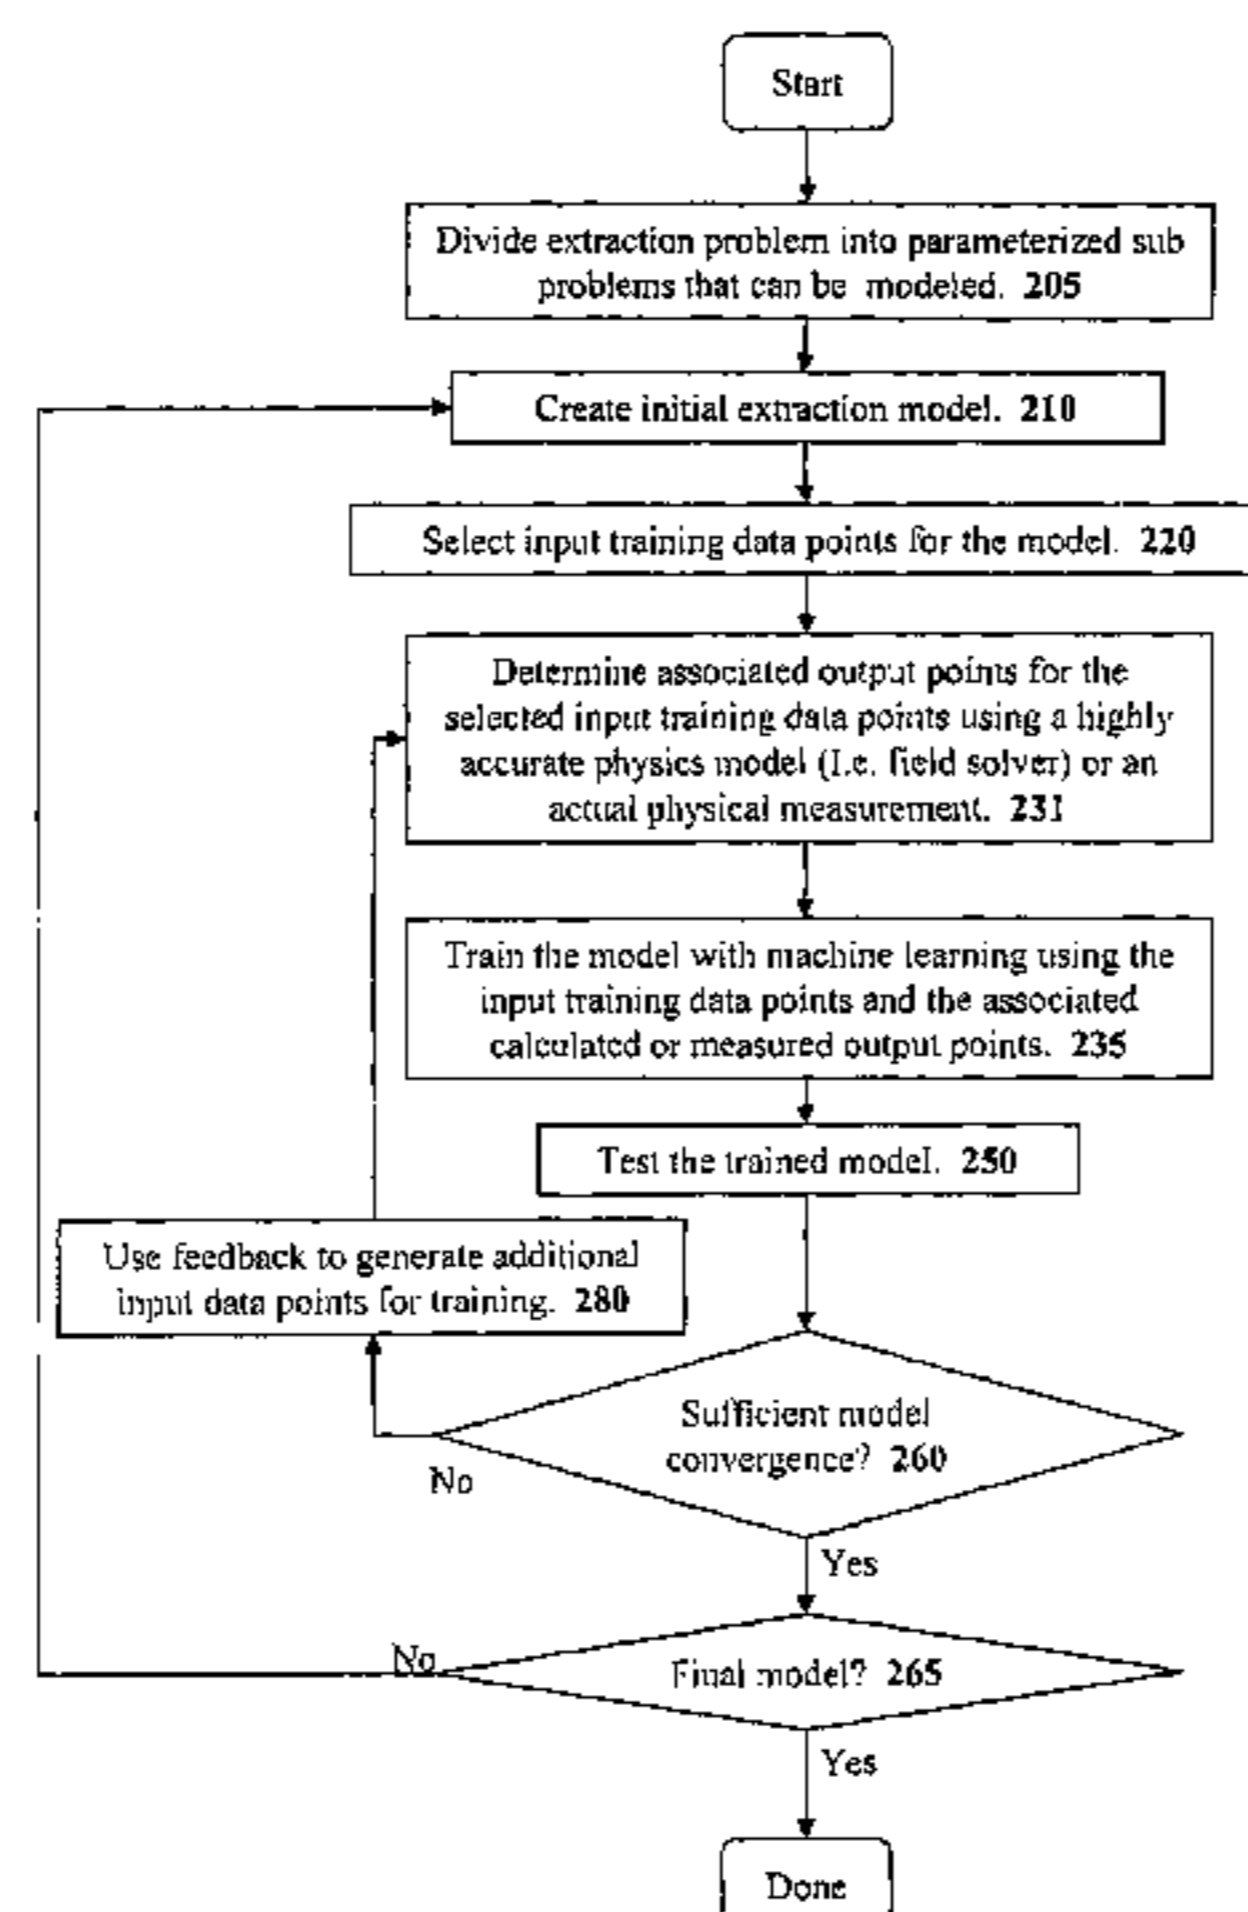 Start
Divide extraction problem into parameterized sub
problems that can be modeled. 205
Create initial extraction model. 210
Select input training data points for the model. 220
Determine associated output points for the
selected input training data points using a highly
accurate physics model (I.e. field solver) or an
actual physical measurement. 231
Train the model with machine learning using the
input training data points and the associated
calculated or measured output points. 235
Test the trained model. 250
Use feedback to generate additional
input data points for training. 280
Sufficient model
convergence? 260
No
Yes
No
Final model? 265
Yes
Done